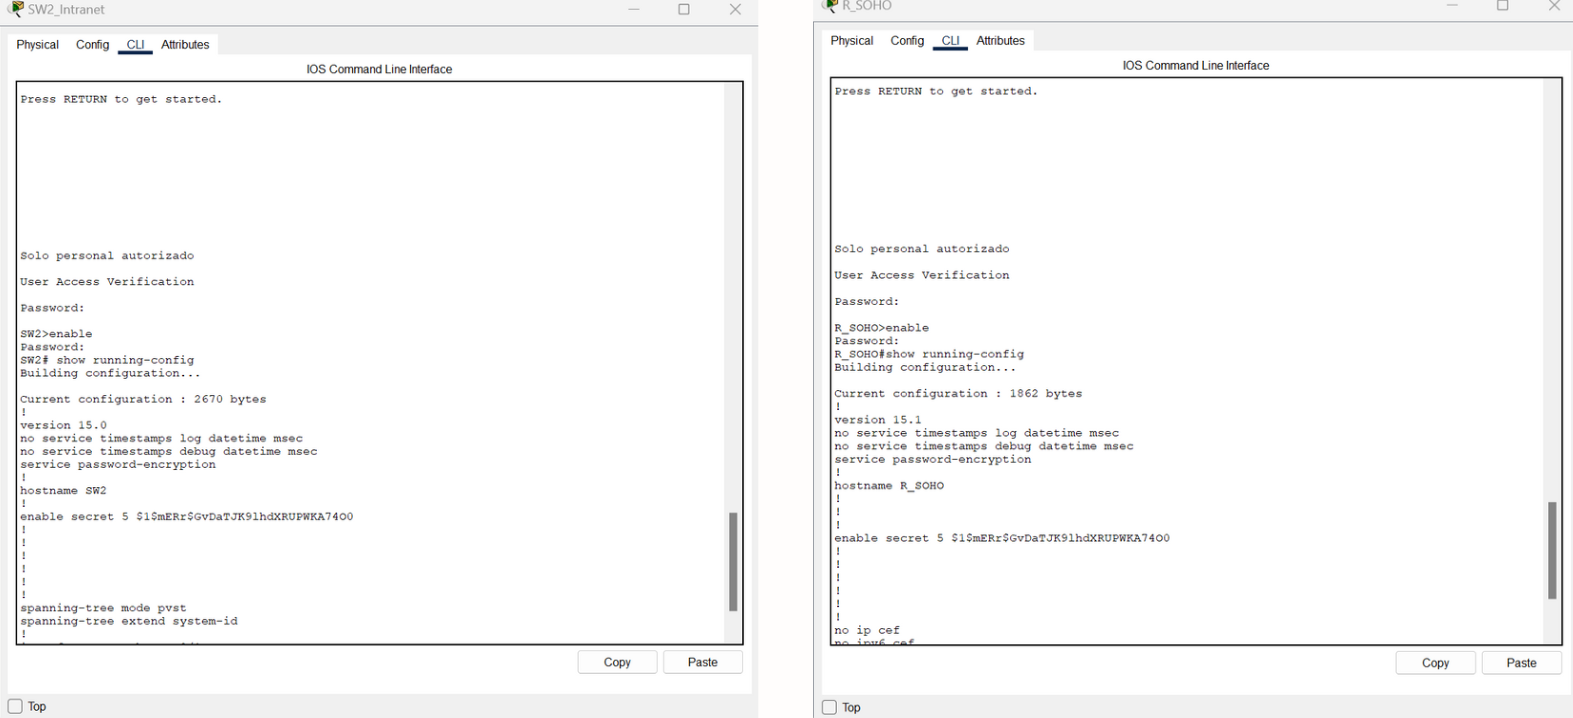 SW2_Intranet
Physical Config CLI Attributes
IOS Command Line Interface
Press RETURN to get started.
Solo personal autorizado
User Access Verification
Password:
SW2>enable
Password:
SW2# show running-config
Building configuration...
Current configuration : 2670 bytes
!
version 15.0
no service timestamps log datetime msec
no service timestamps debug datetime msec
service password-encryption
!
hostname SW2
!
enable secret 5 $1$mERr$GvDaTJK9lhdXRUPWKA74O0
!
!
!
!
!
!
spanning-tree mode pvst
spanning-tree extend system-id
!
Copy Paste
Top
R_SOHO
Physical Config CLI Attributes
IOS Command Line Interface
Press RETURN to get started.
Solo personal autorizado
User Access Verification
Password:
R_SOHO>enable
Password:
R_SOHO#show running-config
Building configuration...
Current configuration : 1862 bytes
!
version 15.1
no service timestamps log datetime msec
no service timestamps debug datetime msec
service password-encryption
!
hostname R_SOHO
!
!
!
enable secret 5 $1$mERr$GvDaTJK9lhdXRUPWKA74O0
!
!
!
!
!
!
no ip cef
no ipv6 cef
Copy Paste
Top